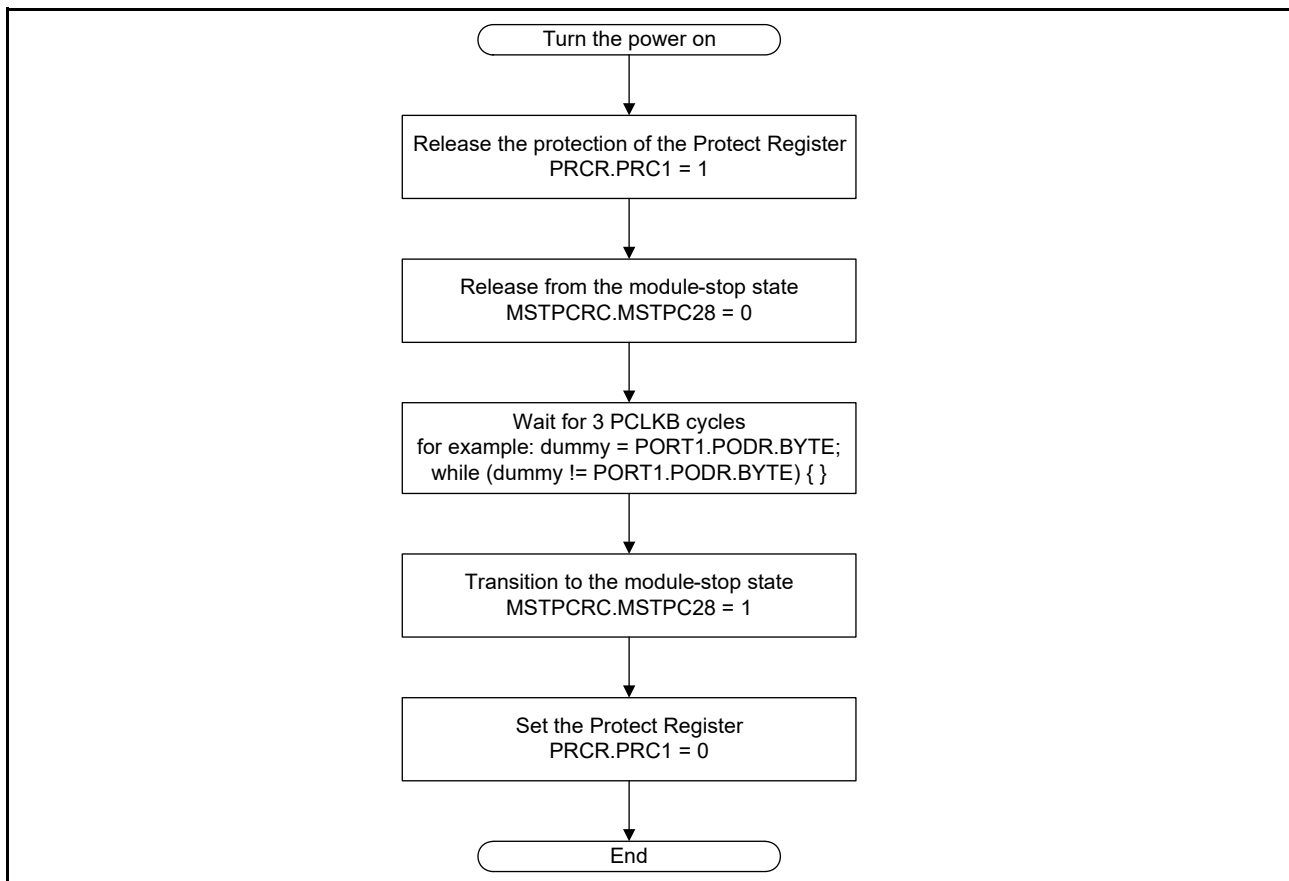 Turn the power on
Release the protection of the Protect Register
PRCR.PRC1 = 1
Release from the module-stop state
MSTPCRC.MSTPC28 = 0
Wait for 3 PCLKB cycles
for example: dummy = PORT1.PODR.BYTE;
while (dummy != PORT1.PODR.BYTE) { }
Transition to the module-stop state
MSTPCRC.MSTPC28 = 1
Set the Protect Register
PRCR.PRC1 = 0
End